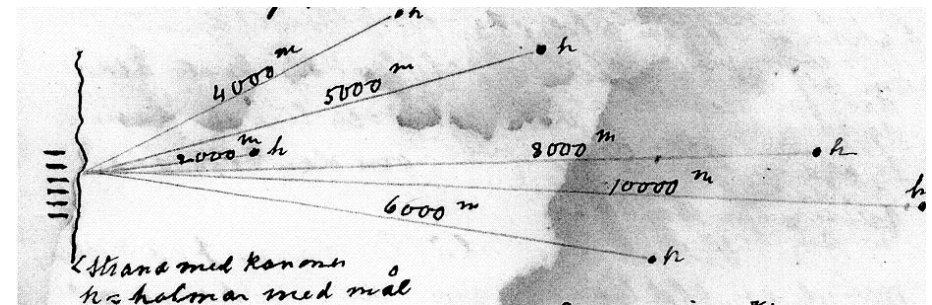 h
4000 m
h
5000 m
2000 m h
8000 m h
10000 m h
6000 m h
Strand med kanoner
h = holmar med mål